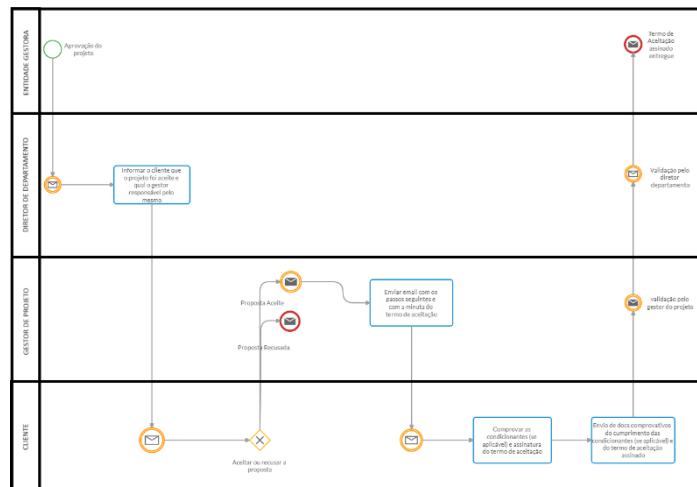 ENTIDADE GESTORA
Aprovação do
projeto
Termo de
Aceitação
assinado
entregue
DIRETOR DE DEPARTAMENTO
Informar o cliente que
o projeto foi aceite e
qual o gestor
responsável pelo
mesmo
Validação pelo
diretor
departamento
GESTOR DE PROJETO
Proposta Aceite
Proposta Recusada
Enviar email com os
passos seguintes e
com a minuta do
termo de aceitação
validação pelo
gestor do projeto
CLIENTE
Aceitar ou recusar a
proposta
Comprovar as
condicionantes (se
aplicável) e assinatura
do termo de aceitação
Envio de docs comprovativos
do cumprimento das
condicionantes (se aplicável) e
do termo de aceitação
assinado